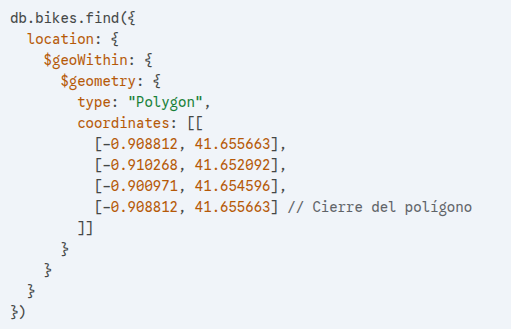 db.bikes.find({
  location: {
    $geoWithin: {
      $geometry: {
        type: "Polygon",
        coordinates: [[
          [-0.908812, 41.655663],
          [-0.910268, 41.652092],
          [-0.900971, 41.654596],
          [-0.908812, 41.655663] // Cierre del polígono
        ]]
      }
    }
  }
})